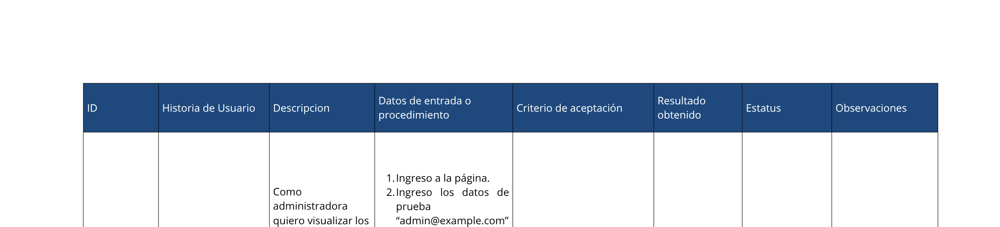 ID
Historia de Usuario
Descripcion
Datos de entrada o
procedimiento
Criterio de aceptación
Resultado
obtenido
Estatus
Observaciones
Como
administradora
quiero visualizar los
1. Ingreso a la página.
2. Ingreso los datos de
prueba
“admin@example.com”